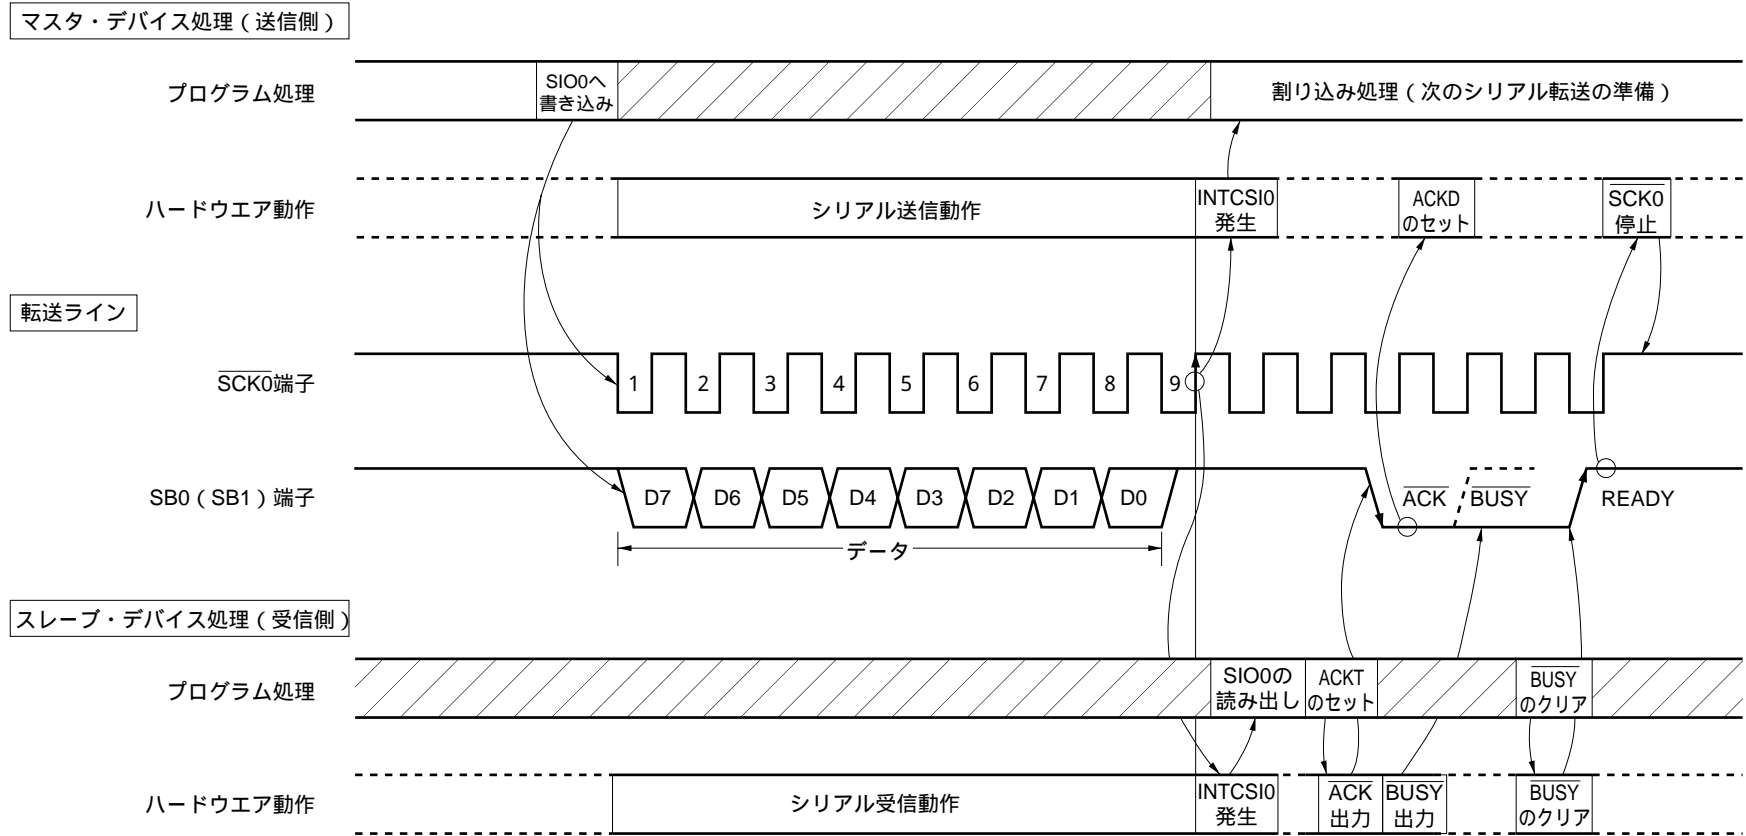 マスタ・デバイス処理（送信側）
プログラム処理
SIO0へ
書き込み
割り込み処理（次のシリアル転送の準備）
ハードウエア動作
シリアル送信動作
INTCSI0
発生
ACKD
のセット
SCK0
停止
転送ライン
SCK0端子
1 2 3 4 5 6 7 8 9
SB0（SB1）端子
D7 D6 D5 D4 D3 D2 D1 D0
ACK BUSY READY
データ
スレーブ・デバイス処理（受信側）
プログラム処理
SIO0の
読み出し
ACKT
のセット
BUSY
のクリア
ハードウエア動作
シリアル受信動作
INTCSI0
発生
ACK
出力
BUSY
出力
BUSY
のクリア